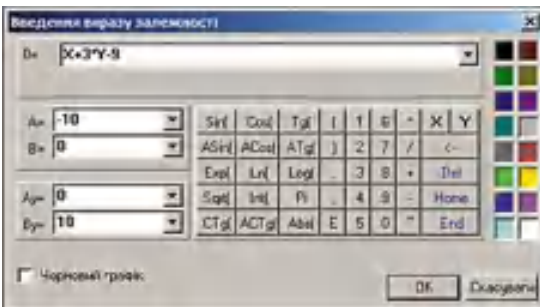 Введення виразу залежності
0= X+3*Y-9
A= -10
B= 0
Ay= 0
By= 10
Sin( Cos( Tg( ( 1 6 ^ X Y
ASin( ACos( ATg( ) 2 7 / <-
Exp( Ln( Log( . 3 8 + Del
Sqrt( Int( Pi , 4 9 - Home
CTg( ACTg( Abs( E 5 0 End
Чорновий графік
OK Скасувати